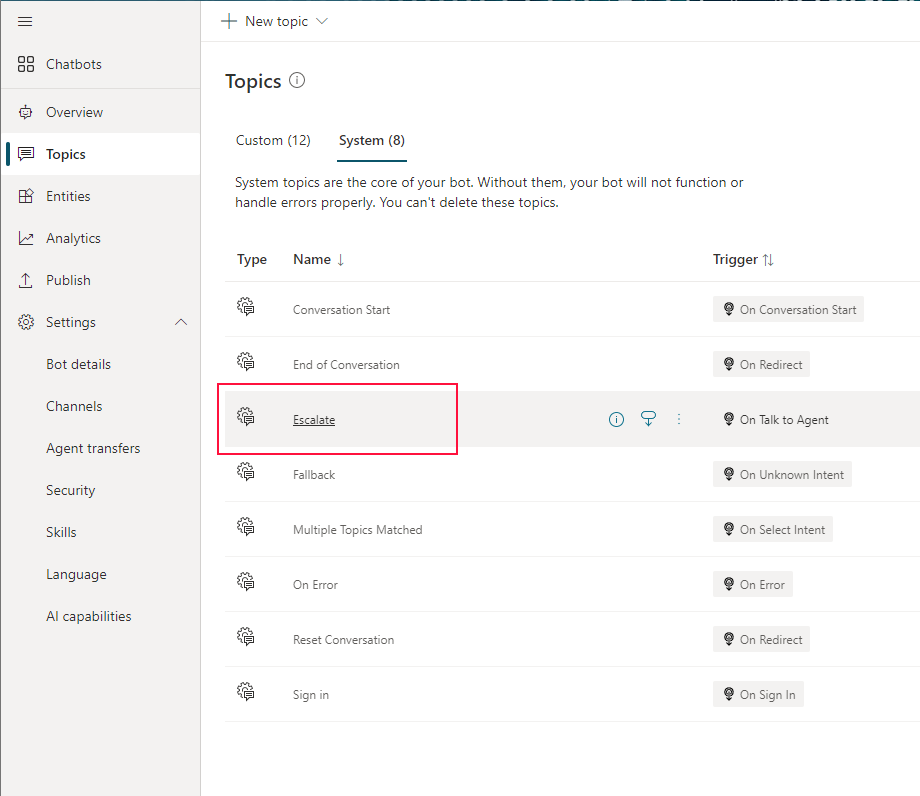 New topic
Chatbots
Overview
Topics
Entities
Analytics
Publish
Settings
Bot details
Channels
Agent transfers
Security
Skills
Language
AI capabilities
Topics
Custom (12) System (8)
System topics are the core of your bot. Without them, your bot will not function or
handle errors properly. You can't delete these topics.
Type Name Trigger
Conversation Start On Conversation Start
End of Conversation On Redirect
Escalate On Talk to Agent
Fallback On Unknown Intent
Multiple Topics Matched On Select Intent
On Error On Error
Reset Conversation On Redirect
Sign in On Sign In